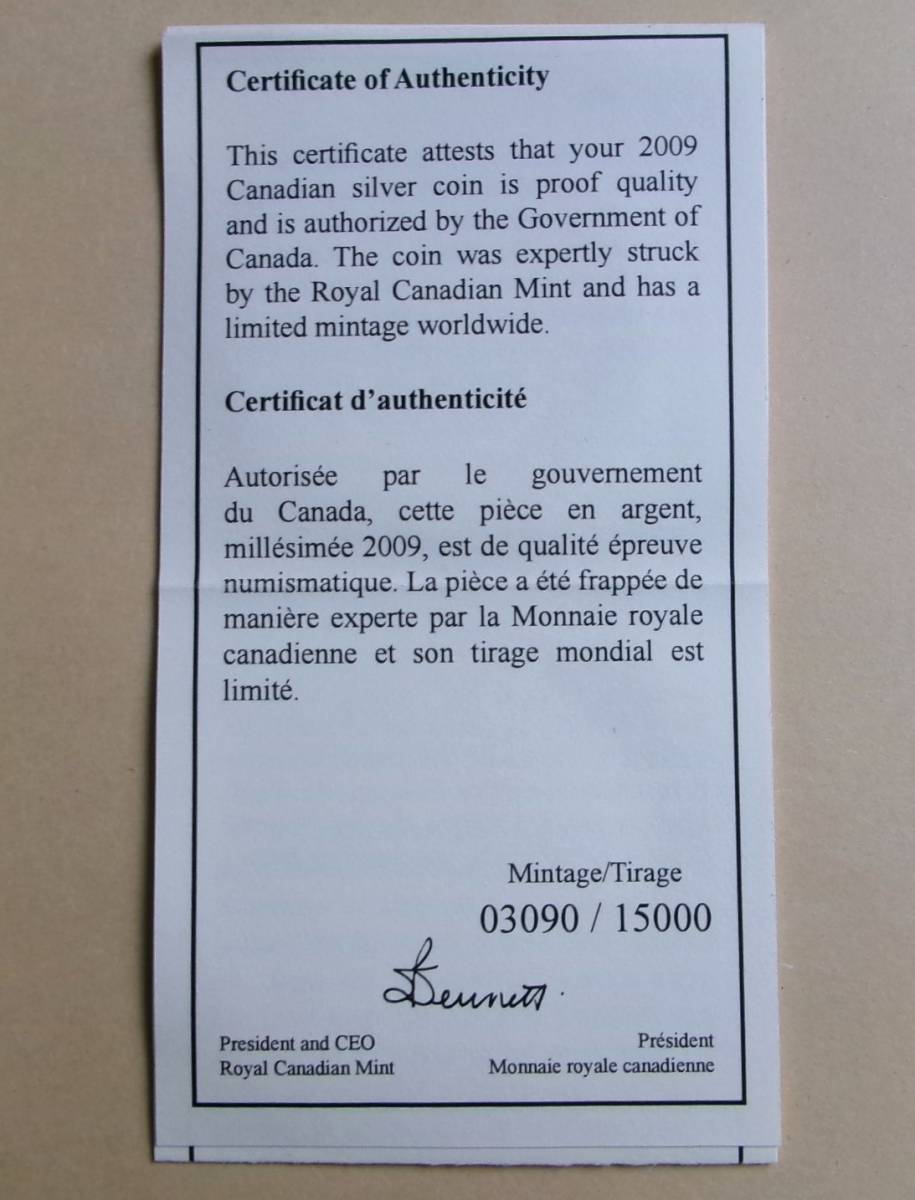 Certificate of Authenticity
This certificate attests that your 2009
Canadian silver coin is proof quality
and is authorized by the Government of
Canada. The coin was expertly struck
by the Royal Canadian Mint and has a
limited mintage worldwide.
Certificat d'authenticité
Autorisée par le gouvernement
du Canada, cette pièce en argent,
millésimée 2009, est de qualité épreuve
numismatique. La pièce a été frappée de
manière experte par la Monnaie royale
canadienne et son tirage mondial est
limité.
Mintage/Tirage
03090 / 15000
Bennett
President and CEO
Royal Canadian Mint
Président
Monnaie royale canadienne